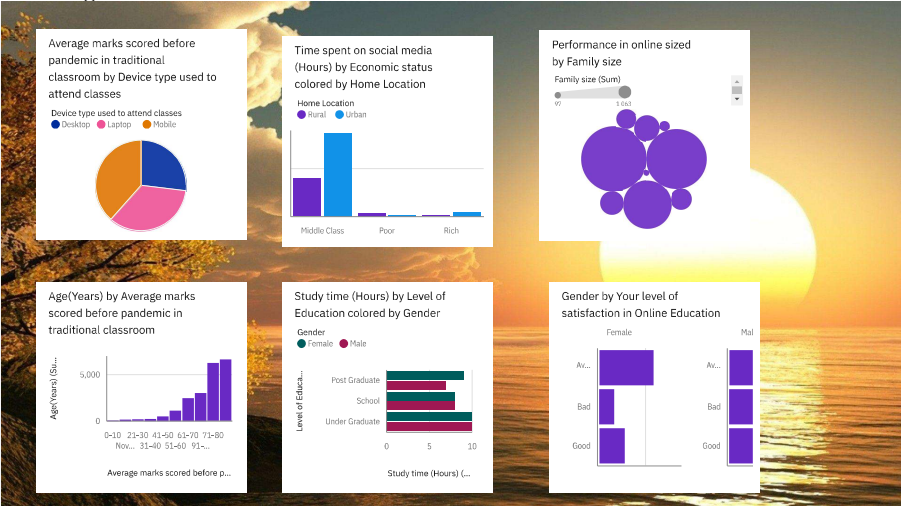 Average marks scored before
pandemic in traditional
classroom by Device type used to
attend classes
Device type used to attend classes
Desktop Laptop Mobile
Time spent on social media
(Hours) by Economic status
colored by Home Location
Home Location
Rural Urban
Middle Class Poor Rich
Performance in online sized
by Family size
Family size (Sum)
97 1 063
Age(Years) by Average marks
scored before pandemic in
traditional classroom
Age(Years) (Su...
5,000
0
0-10 21-30 41-50 61-70 71-80
Nov... 31-40 51-60 91-...
Average marks scored before p...
Study time (Hours) by Level of
Education colored by Gender
Gender
Female Male
Level of Educa...
Post Graduate
School
Under Graduate
0 5 10
Study time (Hours) (...
Gender by Your level of
satisfaction in Online Education
Female Mal
Av... Av...
Bad Bad
Good Good